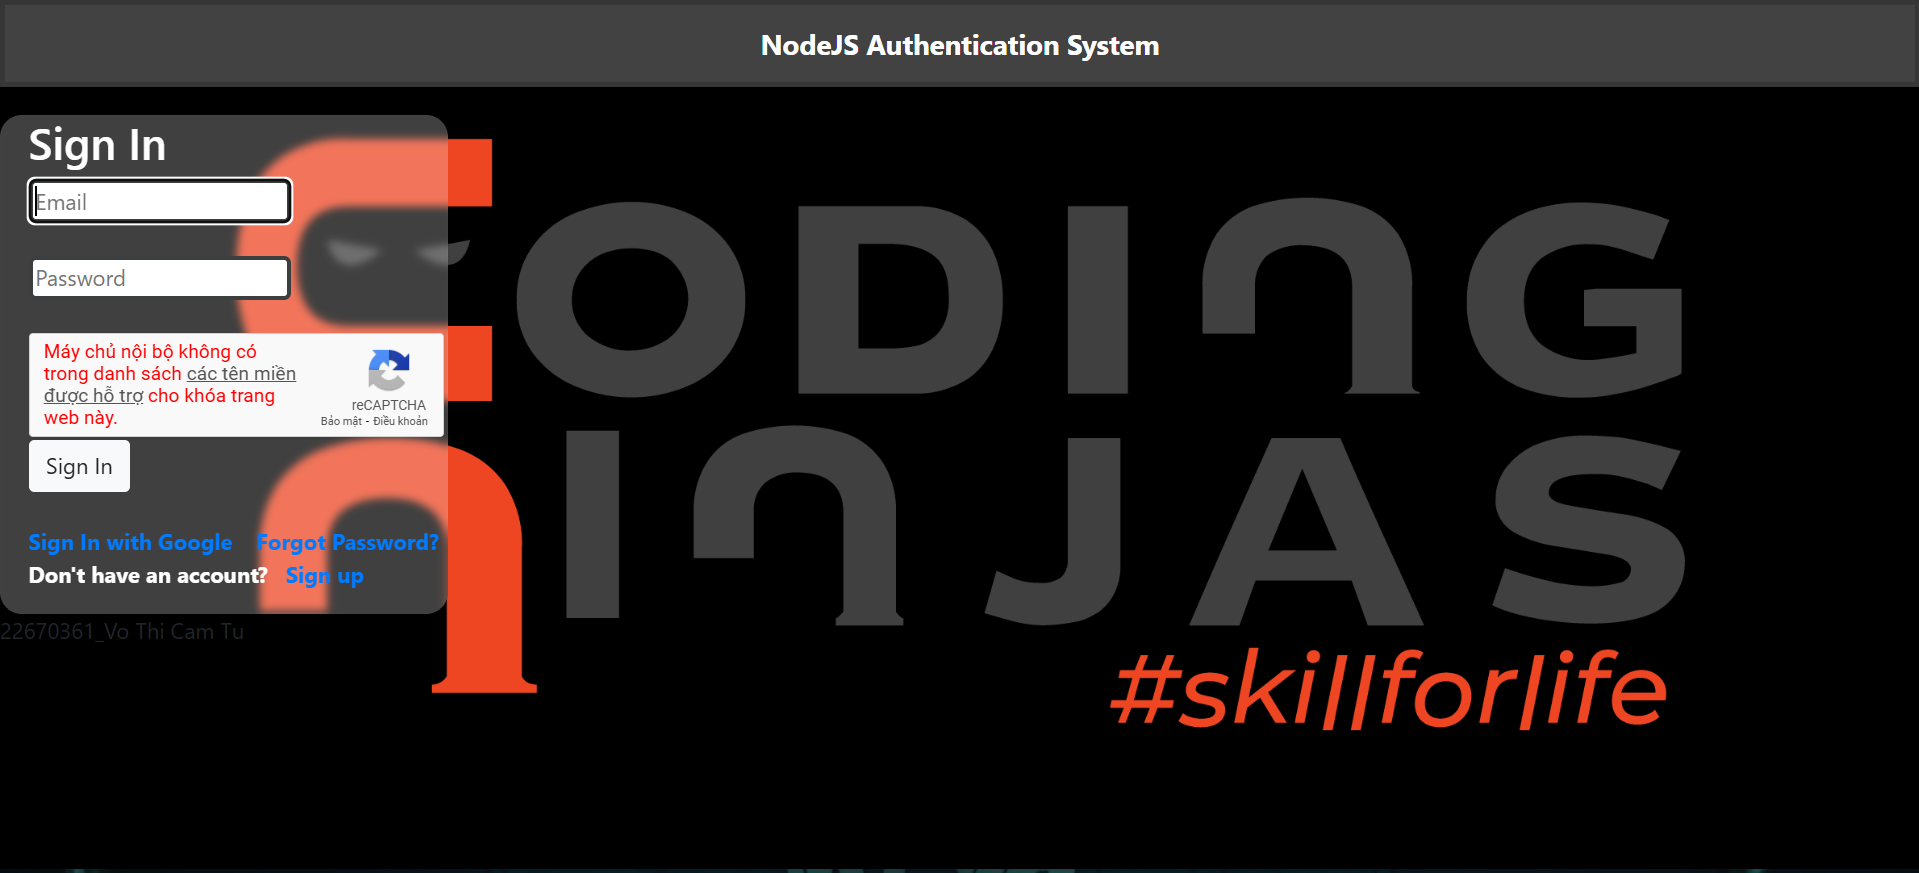 NodeJS Authentication System
Sign In
Email
Password
Máy chủ nội bộ không có
trong danh sách các tên miền
được hỗ trợ cho khóa trang
web này.
reCAPTCHA
Bảo mật - Điều khoản
Sign In
Sign In with Google Forgot Password?
Don't have an account? Sign up
22670361_Vo Thi Cam Tu
CODING
NINJAS
#skillforlife